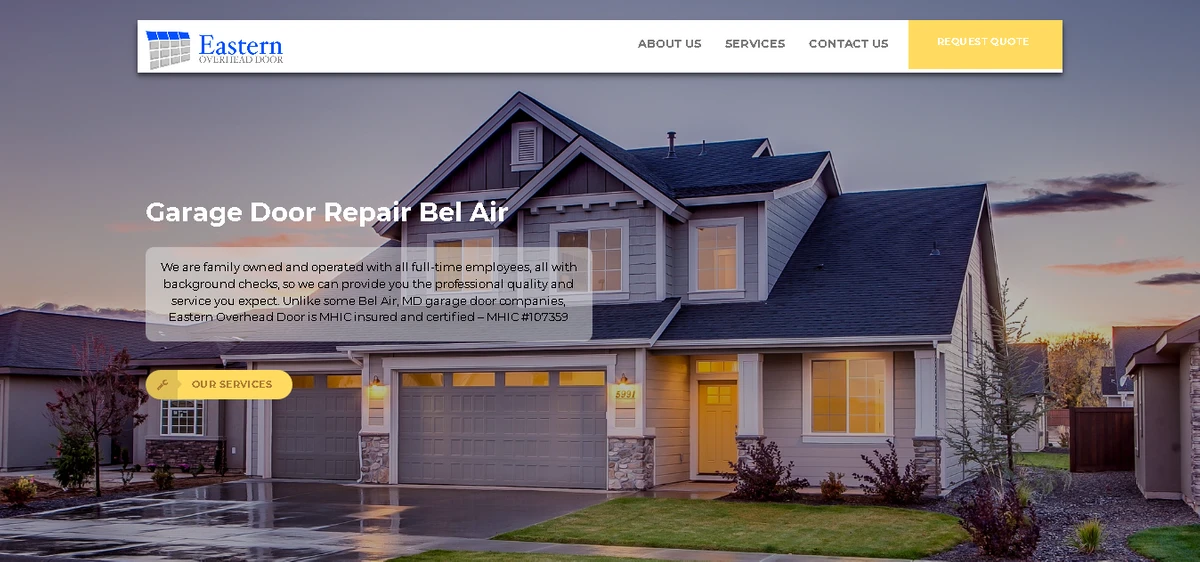 Eastern
OVERHEAD DOOR
ABOUT US
SERVICES
CONTACT US
REQUEST QUOTE
Garage Door Repair Bel Air
We are family owned and operated with all full-time employees, all with
background checks, so we can provide you the professional quality and
service you expect. Unlike some Bel Air, MD garage door companies,
Eastern Overhead Door is MHIC insured and certified – MHIC #107359
OUR SERVICES
5921